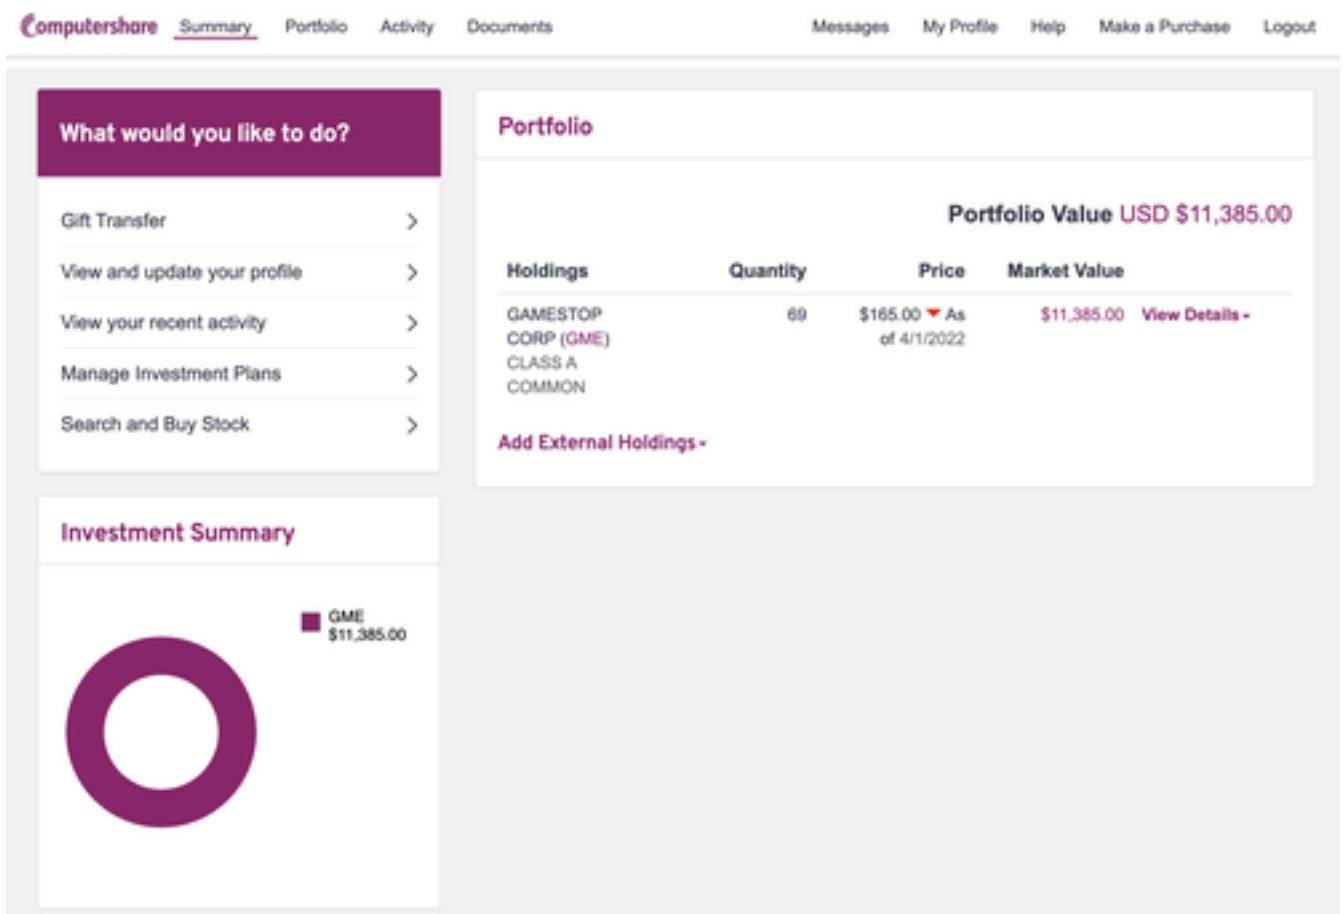 Computershare Summary Portfolio Activity Documents Messages My Profile Help Make a Purchase Logout
What would you like to do?
Gift Transfer
View and update your profile
View your recent activity
Manage Investment Plans
Search and Buy Stock
Portfolio
Portfolio Value USD $11,385.00
Holdings Quantity Price Market Value
GAMESTOP 69 $165.00 As $11,385.00 View Details
CORP (GME) of 4/1/2022
CLASS A
COMMON
Add External Holdings
Investment Summary
GME
$11,385.00